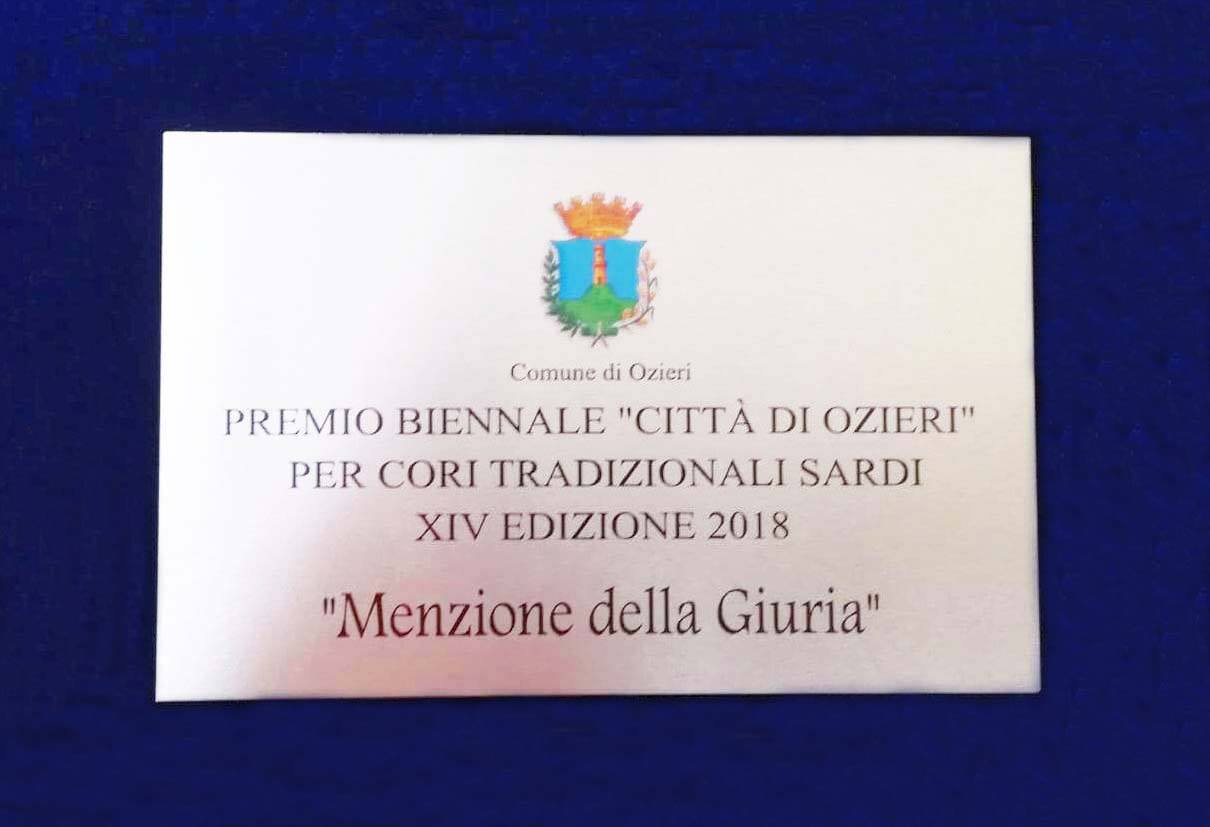 Comune di Ozieri
PREMIO BIENNALE "CITTÀ DI OZIERI"
PER CORI TRADIZIONALI SARDI
XIV EDIZIONE 2018
"Menzione della Giuria"